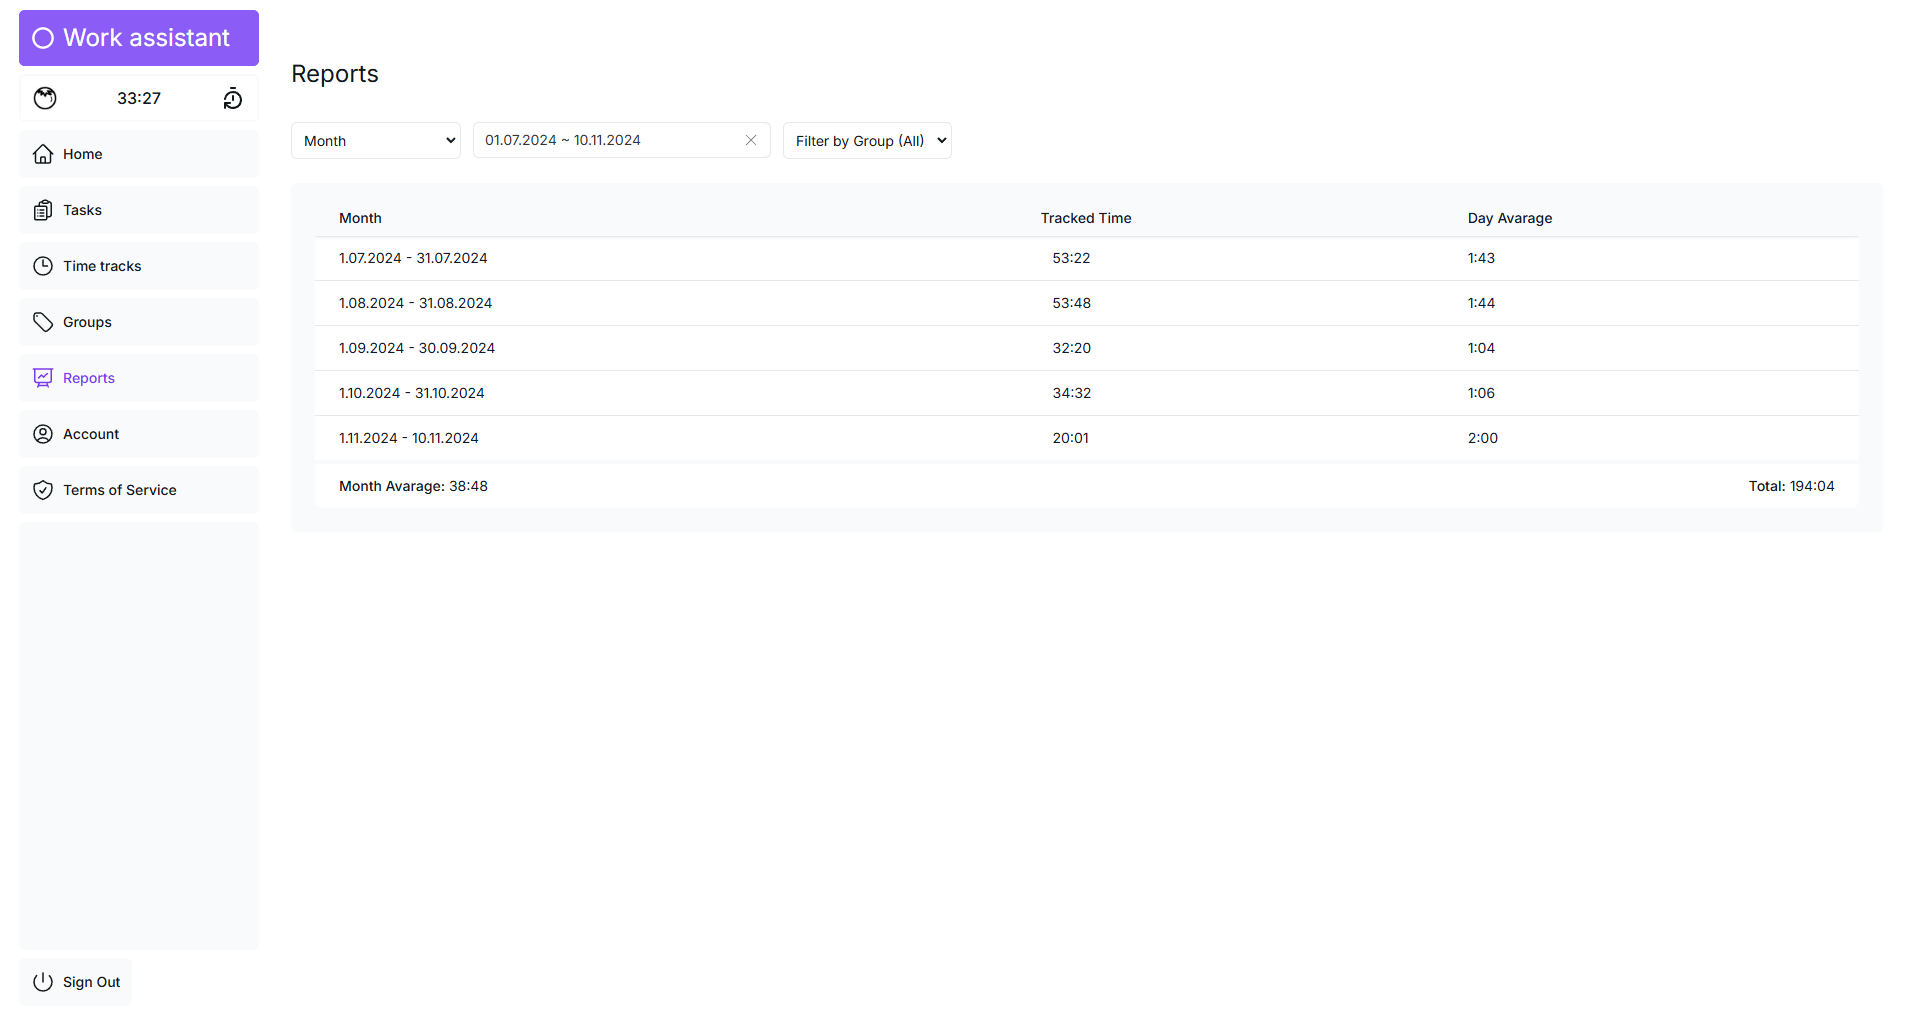 Work assistant
33:27
Home
Tasks
Time tracks
Groups
Reports
Account
Terms of Service
Sign Out
Reports
Month 01.07.2024 ~ 10.11.2024 Filter by Group (All)
Month Tracked Time Day Avarage
1.07.2024 - 31.07.2024 53:22 1:43
1.08.2024 - 31.08.2024 53:48 1:44
1.09.2024 - 30.09.2024 32:20 1:04
1.10.2024 - 31.10.2024 34:32 1:06
1.11.2024 - 10.11.2024 20:01 2:00
Month Avarage: 38:48 Total: 194:04